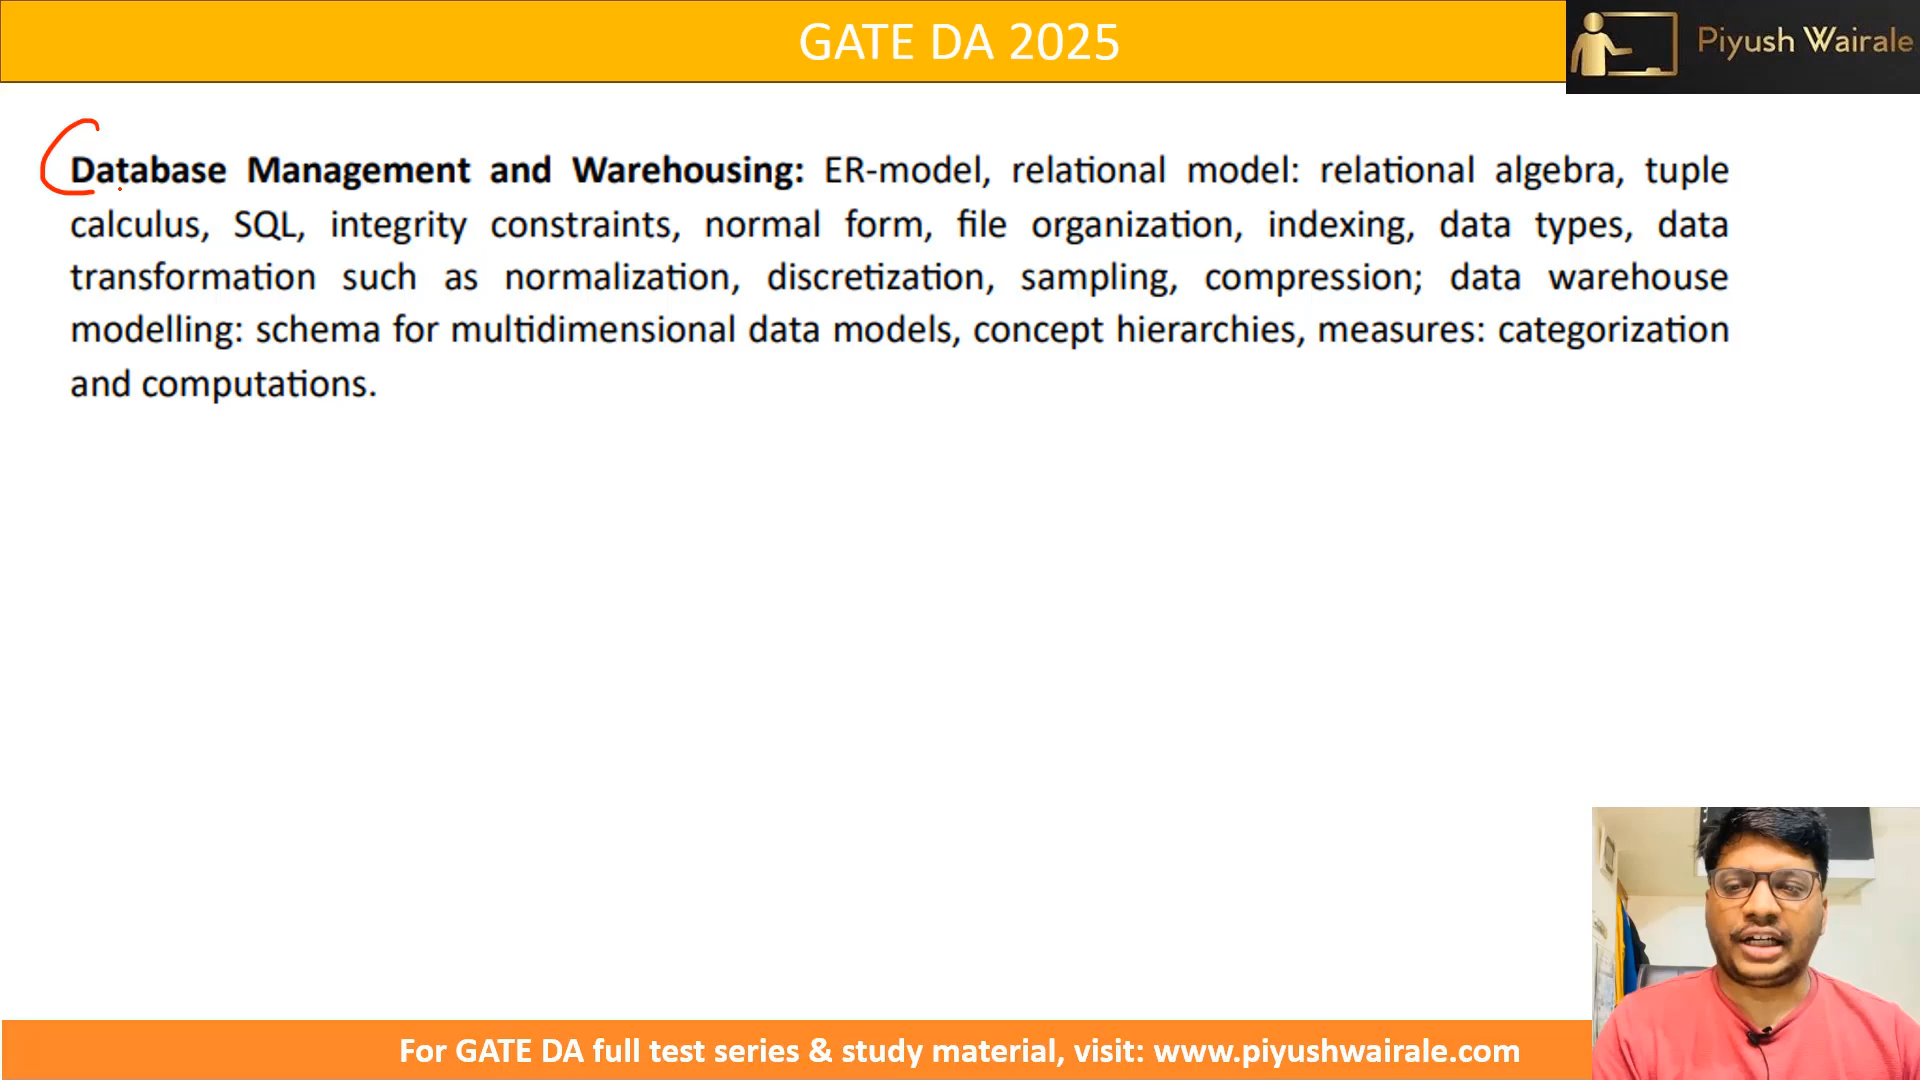 GATE DA 2025
Piyush Wairale
Database Management and Warehousing: ER-model, relational model: relational algebra, tuple
calculus, SQL, integrity constraints, normal form, file organization, indexing, data types, data
transformation such as normalization, discretization, sampling, compression; data warehouse
modelling: schema for multidimensional data models, concept hierarchies, measures: categorization
and computations.
For GATE DA full test series & study material, visit: www.piyushwairale.com